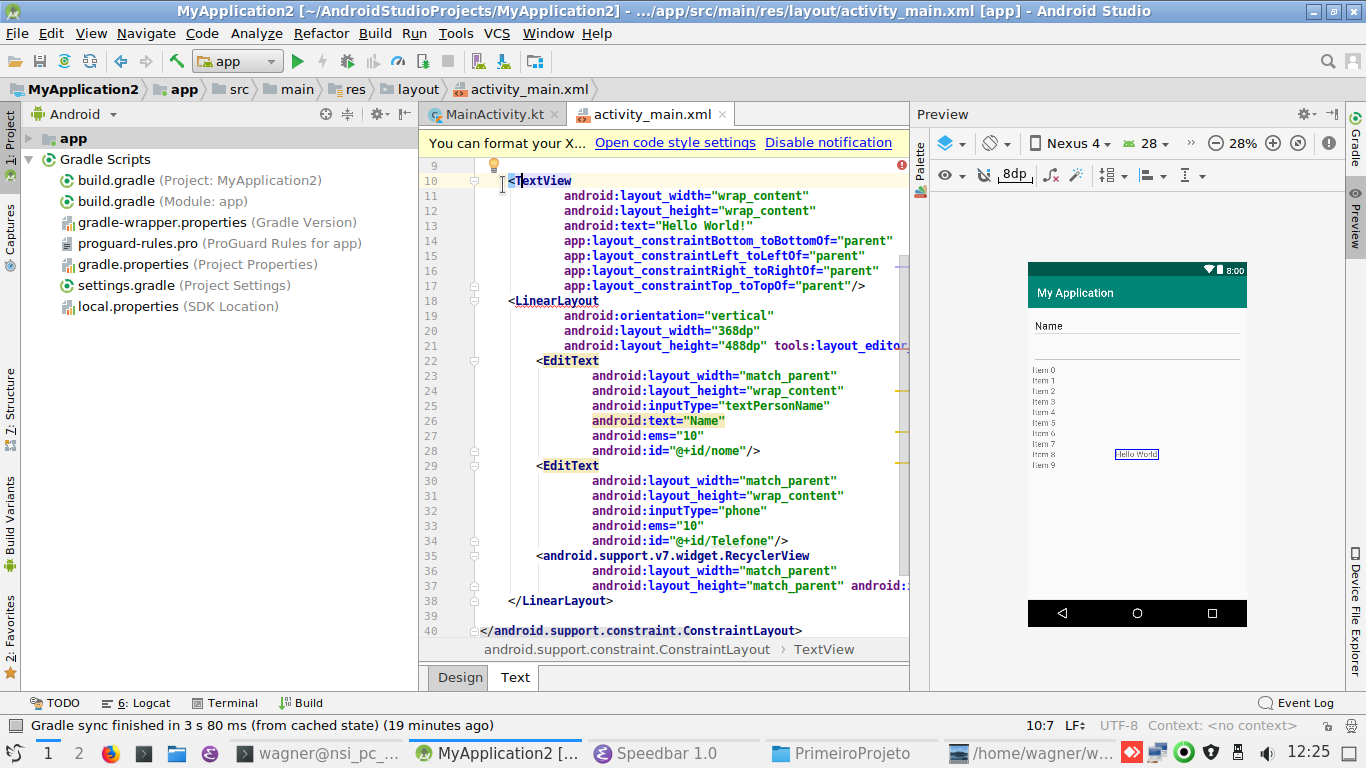 MyApplication2 [~/AndroidStudioProjects/MyApplication2] - .../app/src/main/res/layout/activity_main.xml [app] - Android Studio
File Edit View Navigate Code Analyze Refactor Build Run Tools VCS Window Help
app
MyApplication2 app src main res layout activity_main.xml
Android
app
Gradle Scripts
build.gradle (Project: MyApplication2)
build.gradle (Module: app)
gradle-wrapper.properties (Gradle Version)
proguard-rules.pro (ProGuard Rules for app)
gradle.properties (Project Properties)
settings.gradle (Project Settings)
local.properties (SDK Location)
1: Project
Captures
7: Structure
Build Variants
2: Favorites
MainActivity.kt activity_main.xml
You can format your X... Open code style settings Disable notification
9
10 <TextView
11 android:layout_width="wrap_content"
12 android:layout_height="wrap_content"
13 android:text="Hello World!"
14 app:layout_constraintBottom_toBottomOf="parent"
15 app:layout_constraintLeft_toLeftOf="parent"
16 app:layout_constraintRight_toRightOf="parent"
17 app:layout_constraintTop_toTopOf="parent"/>
18 <LinearLayout
19 android:orientation="vertical"
20 android:layout_width="368dp"
21 android:layout_height="488dp" tools:layout_editor_
22 <EditText
23 android:layout_width="match_parent"
24 android:layout_height="wrap_content"
25 android:inputType="textPersonName"
26 android:text="Name"
27 android:ems="10"
28 android:id="@+id/nome"/>
29 <EditText
30 android:layout_width="match_parent"
31 android:layout_height="wrap_content"
32 android:inputType="phone"
33 android:ems="10"
34 android:id="@+id/Telefone"/>
35 <android.support.v7.widget.RecyclerView
36 android:layout_width="match_parent"
37 android:layout_height="match_parent" android:
38 </LinearLayout>
39
40 </android.support.constraint.ConstraintLayout>
android.support.constraint.ConstraintLayout › TextView
Design Text
Preview
Palette
Nexus 4 28 28%
8dp
8:00
My Application
Name
Item 0
Item 1
Item 2
Item 3
Item 4
Item 5
Item 6
Item 7
Item 8
Hello World
Item 9
Gradle
Preview
Device File Explorer
TODO 6: Logcat Terminal Build Event Log
Gradle sync finished in 3 s 80 ms (from cached state) (19 minutes ago) 10:7 LF UTF-8 Context: <no context>
1 2 wagner@nsi_pc_... MyApplication2 [... Speedbar 1.0 PrimeiroProjeto /home/wagner/w... 12:25